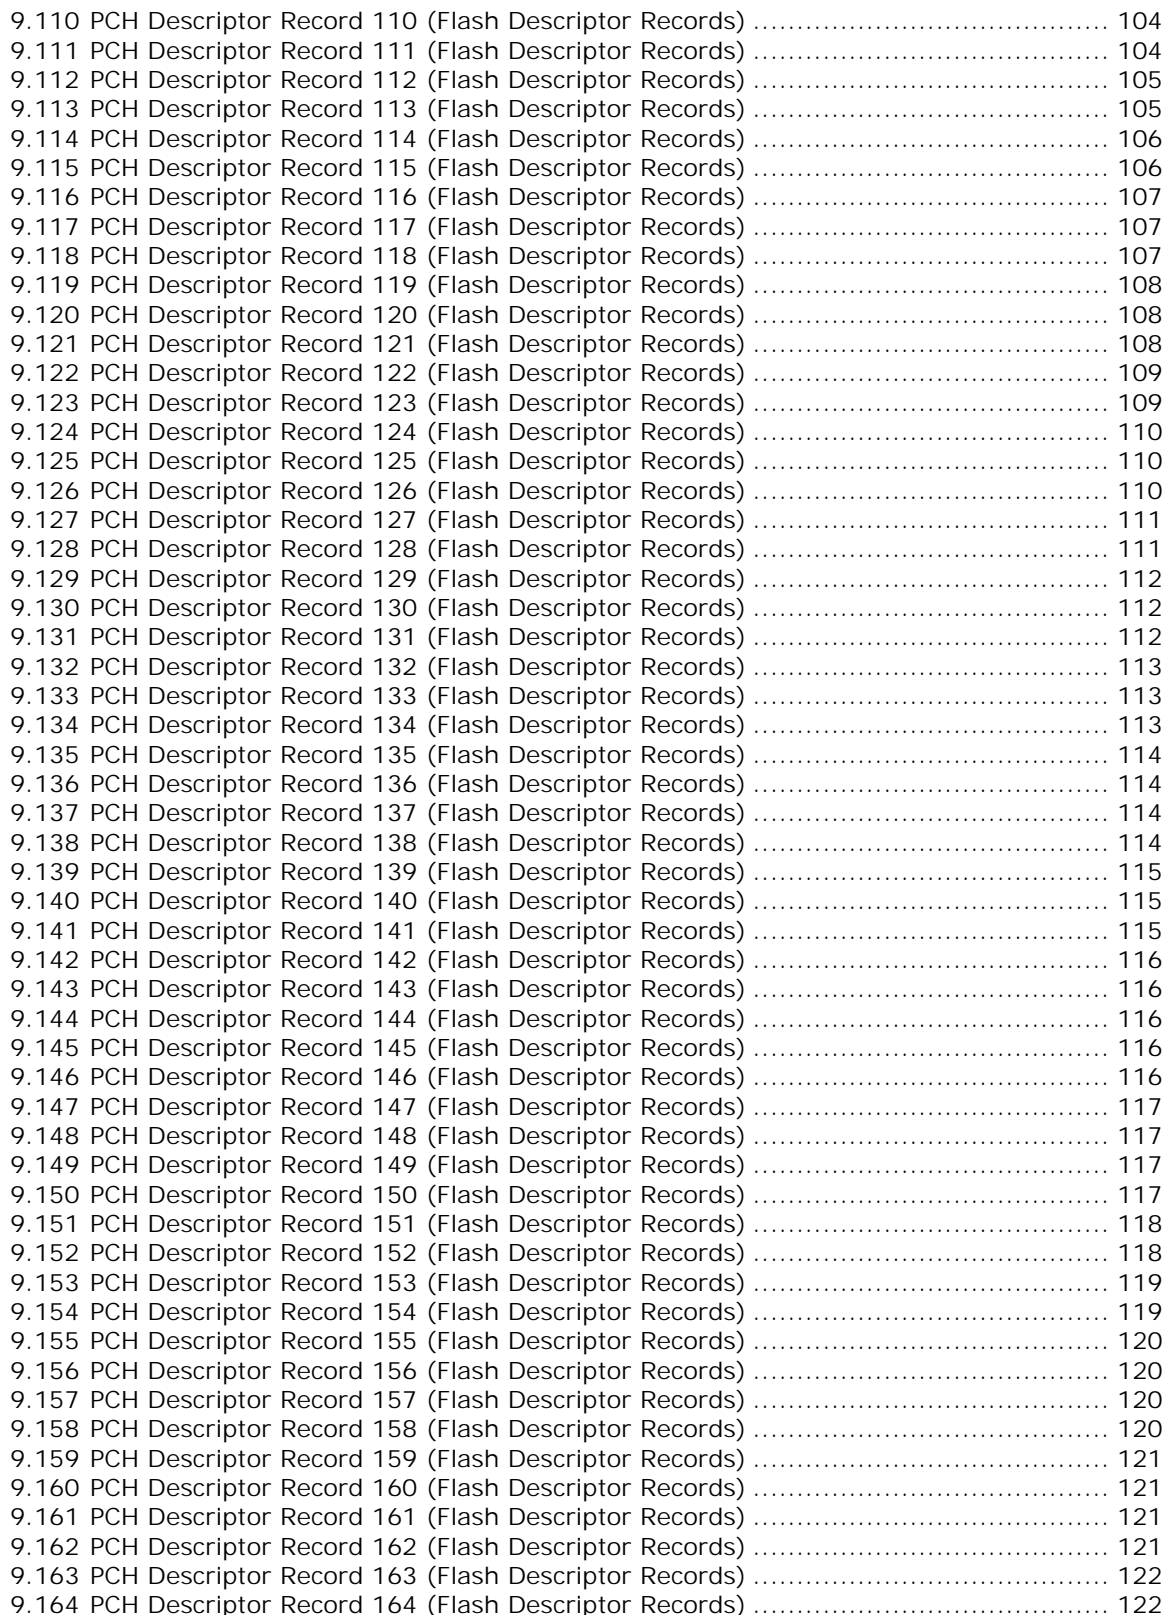 9.110 PCH Descriptor Record 110 (Flash Descriptor Records) ........................................ 104
9.111 PCH Descriptor Record 111 (Flash Descriptor Records) ........................................ 104
9.112 PCH Descriptor Record 112 (Flash Descriptor Records) ........................................ 105
9.113 PCH Descriptor Record 113 (Flash Descriptor Records) ........................................ 105
9.114 PCH Descriptor Record 114 (Flash Descriptor Records) ........................................ 106
9.115 PCH Descriptor Record 115 (Flash Descriptor Records) ........................................ 106
9.116 PCH Descriptor Record 116 (Flash Descriptor Records) ........................................ 107
9.117 PCH Descriptor Record 117 (Flash Descriptor Records) ........................................ 107
9.118 PCH Descriptor Record 118 (Flash Descriptor Records) ........................................ 107
9.119 PCH Descriptor Record 119 (Flash Descriptor Records) ........................................ 108
9.120 PCH Descriptor Record 120 (Flash Descriptor Records) ........................................ 108
9.121 PCH Descriptor Record 121 (Flash Descriptor Records) ........................................ 108
9.122 PCH Descriptor Record 122 (Flash Descriptor Records) ........................................ 109
9.123 PCH Descriptor Record 123 (Flash Descriptor Records) ........................................ 109
9.124 PCH Descriptor Record 124 (Flash Descriptor Records) ........................................ 110
9.125 PCH Descriptor Record 125 (Flash Descriptor Records) ........................................ 110
9.126 PCH Descriptor Record 126 (Flash Descriptor Records) ........................................ 110
9.127 PCH Descriptor Record 127 (Flash Descriptor Records) ........................................ 111
9.128 PCH Descriptor Record 128 (Flash Descriptor Records) ........................................ 111
9.129 PCH Descriptor Record 129 (Flash Descriptor Records) ........................................ 112
9.130 PCH Descriptor Record 130 (Flash Descriptor Records) ........................................ 112
9.131 PCH Descriptor Record 131 (Flash Descriptor Records) ........................................ 112
9.132 PCH Descriptor Record 132 (Flash Descriptor Records) ........................................ 113
9.133 PCH Descriptor Record 133 (Flash Descriptor Records) ........................................ 113
9.134 PCH Descriptor Record 134 (Flash Descriptor Records) ........................................ 113
9.135 PCH Descriptor Record 135 (Flash Descriptor Records) ........................................ 114
9.136 PCH Descriptor Record 136 (Flash Descriptor Records) ........................................ 114
9.137 PCH Descriptor Record 137 (Flash Descriptor Records) ........................................ 114
9.138 PCH Descriptor Record 138 (Flash Descriptor Records) ........................................ 114
9.139 PCH Descriptor Record 139 (Flash Descriptor Records) ........................................ 115
9.140 PCH Descriptor Record 140 (Flash Descriptor Records) ........................................ 115
9.141 PCH Descriptor Record 141 (Flash Descriptor Records) ........................................ 115
9.142 PCH Descriptor Record 142 (Flash Descriptor Records) ........................................ 116
9.143 PCH Descriptor Record 143 (Flash Descriptor Records) ........................................ 116
9.144 PCH Descriptor Record 144 (Flash Descriptor Records) ........................................ 116
9.145 PCH Descriptor Record 145 (Flash Descriptor Records) ........................................ 116
9.146 PCH Descriptor Record 146 (Flash Descriptor Records) ........................................ 116
9.147 PCH Descriptor Record 147 (Flash Descriptor Records) ........................................ 117
9.148 PCH Descriptor Record 148 (Flash Descriptor Records) ........................................ 117
9.149 PCH Descriptor Record 149 (Flash Descriptor Records) ........................................ 117
9.150 PCH Descriptor Record 150 (Flash Descriptor Records) ........................................ 117
9.151 PCH Descriptor Record 151 (Flash Descriptor Records) ........................................ 118
9.152 PCH Descriptor Record 152 (Flash Descriptor Records) ........................................ 118
9.153 PCH Descriptor Record 153 (Flash Descriptor Records) ........................................ 119
9.154 PCH Descriptor Record 154 (Flash Descriptor Records) ........................................ 119
9.155 PCH Descriptor Record 155 (Flash Descriptor Records) ........................................ 120
9.156 PCH Descriptor Record 156 (Flash Descriptor Records) ........................................ 120
9.157 PCH Descriptor Record 157 (Flash Descriptor Records) ........................................ 120
9.158 PCH Descriptor Record 158 (Flash Descriptor Records) ........................................ 120
9.159 PCH Descriptor Record 159 (Flash Descriptor Records) ........................................ 121
9.160 PCH Descriptor Record 160 (Flash Descriptor Records) ........................................ 121
9.161 PCH Descriptor Record 161 (Flash Descriptor Records) ........................................ 121
9.162 PCH Descriptor Record 162 (Flash Descriptor Records) ........................................ 121
9.163 PCH Descriptor Record 163 (Flash Descriptor Records) ........................................ 122
9.164 PCH Descriptor Record 164 (Flash Descriptor Records) ........................................ 122